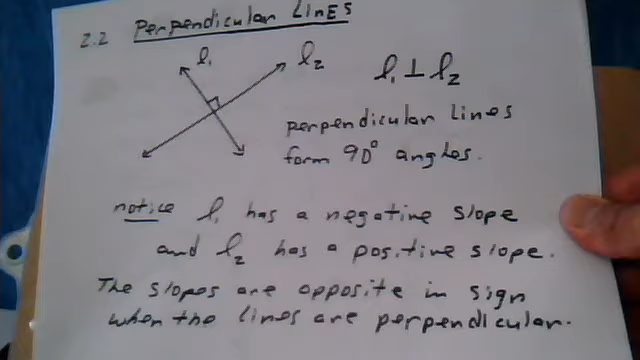 2.2 Perpendicular Lines
l₁ l₂
l₁ ⊥ l₂
perpendicular lines
form 90° angles.
notice l₁ has a negative slope
and l₂ has a positive slope.
The slopes are opposite in sign
when the lines are perpendicular.